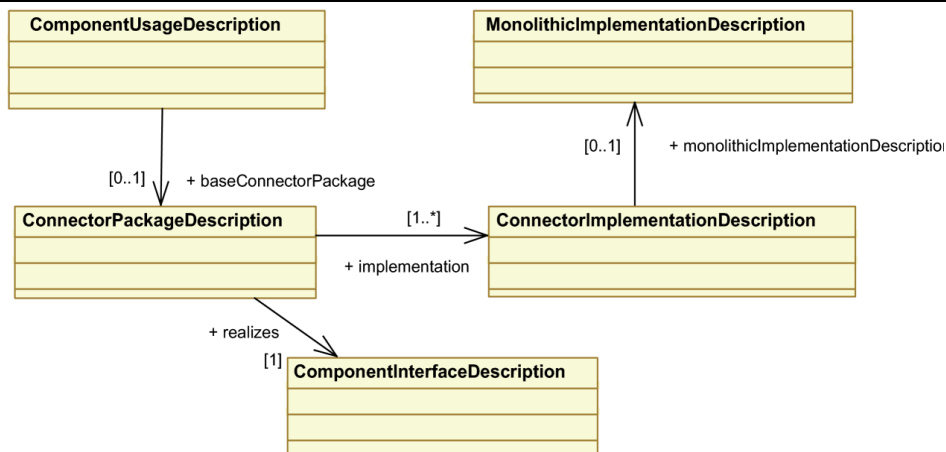 ComponentUsageDescription
MonolithicImplementationDescription
[0..1]
+ monolithicImplementationDescription
[0..1]
+ baseConnectorPackage
ConnectorPackageDescription
[1..*]
ConnectorImplementationDescription
+ implementation
+ realizes
[1]
ComponentInterfaceDescription